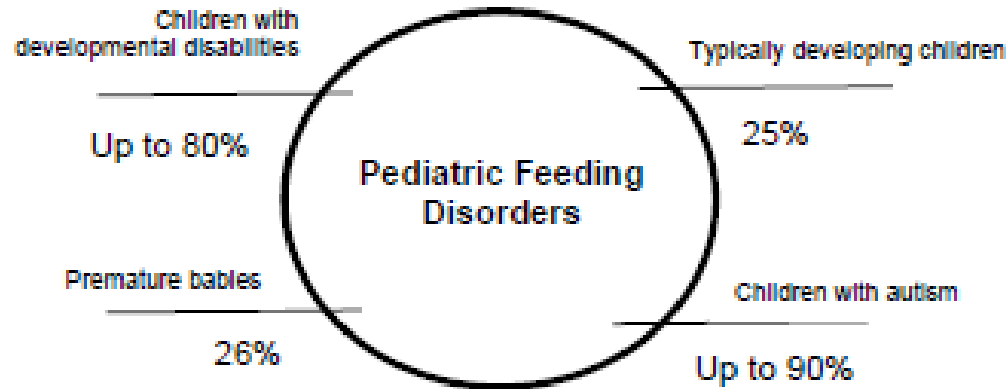 Children with
developmental disabilities
Up to 80%
Typically developing children
25%
Pediatric Feeding
Disorders
Premature babies
26%
Children with autism
Up to 90%